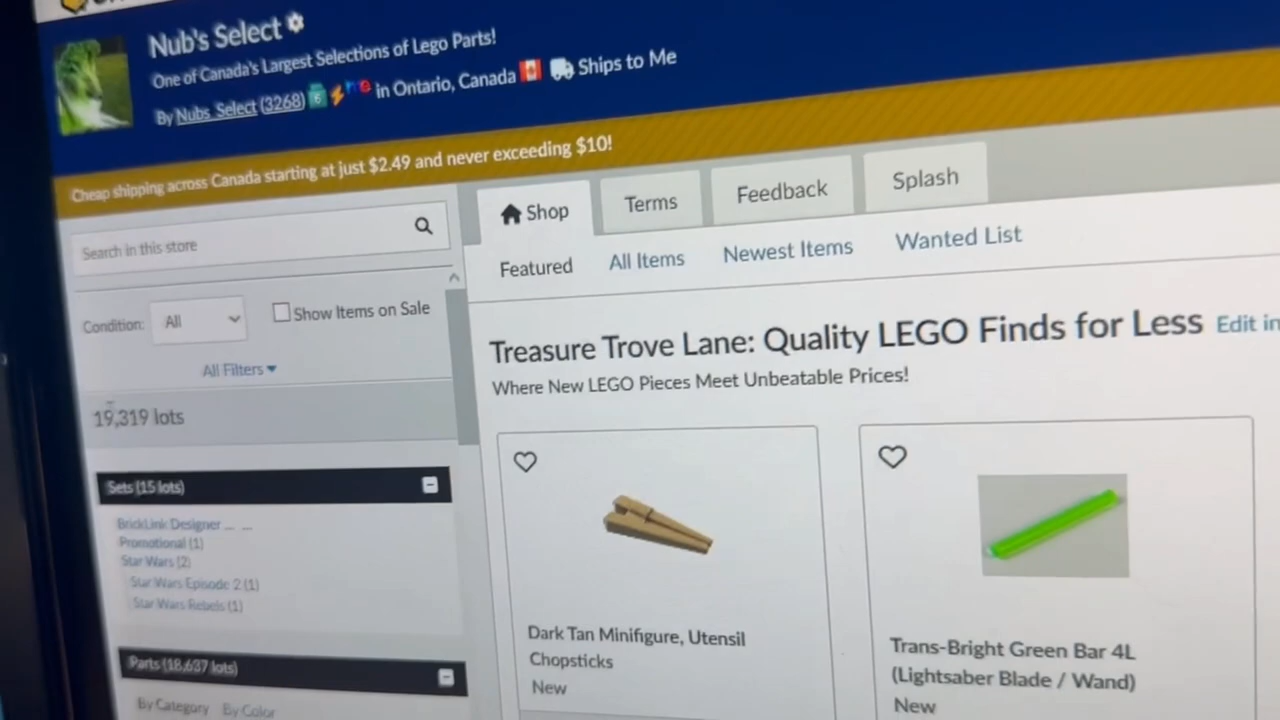 Nub's Select
One of Canada's Largest Selections of Lego Parts!
By Nubs_Select (3268) in Ontario, Canada Ships to Me
Cheap shipping across Canada starting at just $2.49 and never exceeding $10!
Search in this store
Condition: All Show Items on Sale
All Filters
19,319 lots
Sets (15 lots)
BrickLink Designer ... ...
Promotional (1)
Star Wars (2)
Star Wars Episode 2 (1)
Star Wars Rebels (1)
Parts (18,637 lots)
By Category By Color
Shop Terms Feedback Splash
Featured All Items Newest Items Wanted List
Treasure Trove Lane: Quality LEGO Finds for Less Edit in
Where New LEGO Pieces Meet Unbeatable Prices!
Dark Tan Minifigure, Utensil
Chopsticks
New
Trans-Bright Green Bar 4L
(Lightsaber Blade / Wand)
New